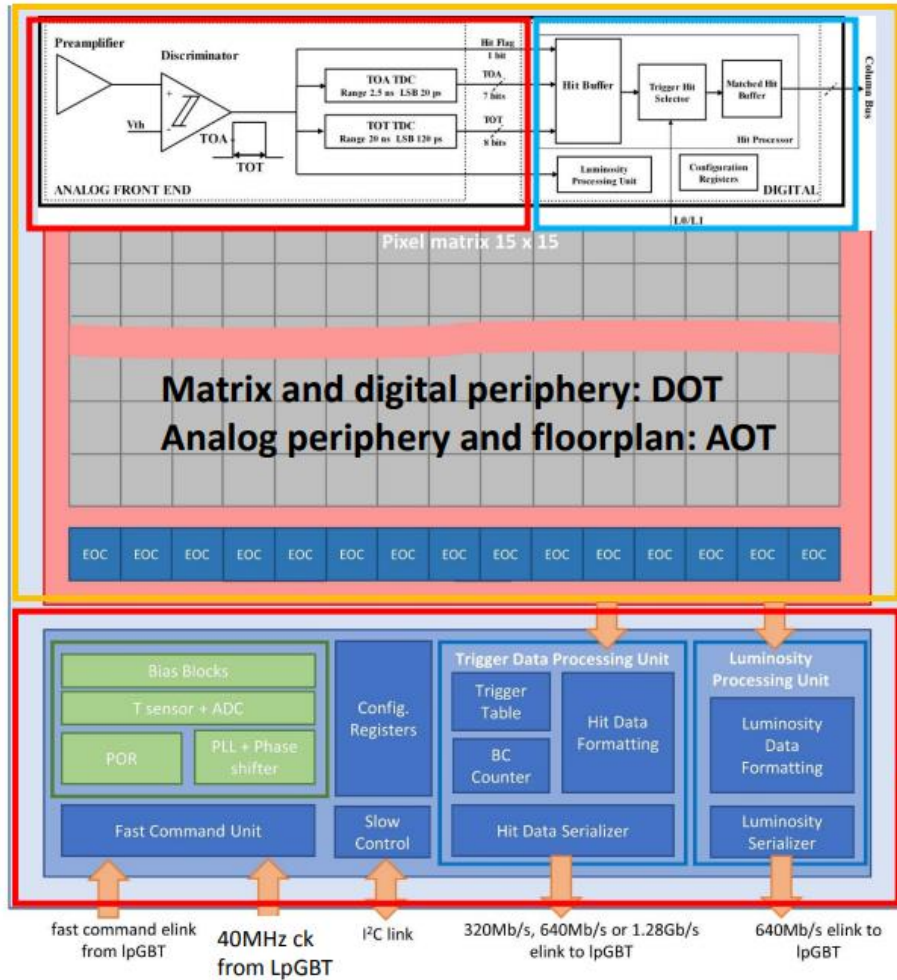 Preamplifier
Discriminator
Vth
+
-
TOA
TOT
ANALOG FRONT END
TOA TDC
Range 2.5 ns LSB 20 ps
TOT TDC
Range 20 ns LSB 120 ps
Hit Flag
1 bit
TOA
7 bits
TOT
8 bits
Hit Buffer
Trigger Hit
Selector
Matched Hit
Buffer
Hit Processor
Luminosity
Processing Unit
Configuration
Registers
DIGITAL
Column Bus
L0/L1
Pixel matrix 15 x 15
Matrix and digital periphery: DOT
Analog periphery and floorplan: AOT
EOC EOC EOC EOC EOC EOC EOC EOC EOC EOC EOC EOC EOC EOC EOC
Bias Blocks
T sensor + ADC
POR
PLL + Phase
shifter
Fast Command Unit
Config.
Registers
Slow
Control
Trigger Data Processing Unit
Trigger
Table
BC
Counter
Hit Data
Formatting
Hit Data Serializer
Luminosity
Processing Unit
Luminosity
Data
Formatting
Luminosity
Serializer
fast command elink
from lpGBT
40MHz ck
from LpGBT
I²C link
320Mb/s, 640Mb/s or 1.28Gb/s
elink to lpGBT
640Mb/s elink to
lpGBT